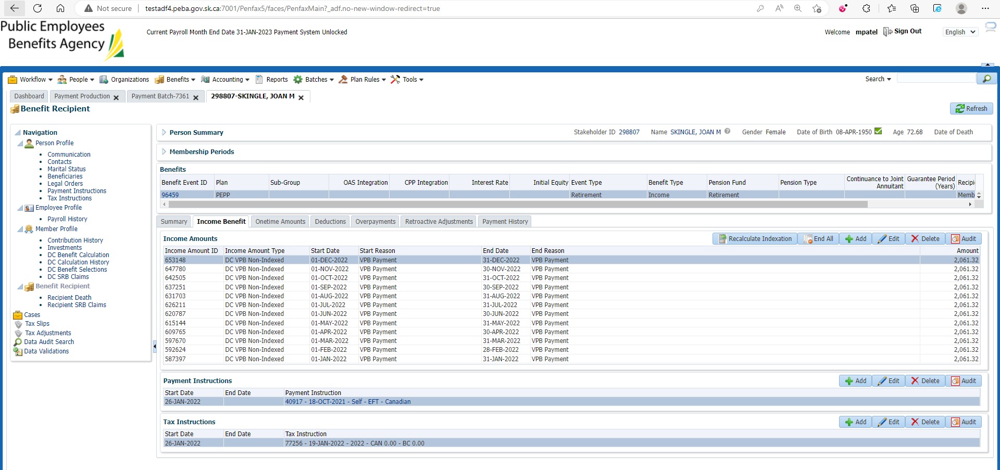 Not secure testadf4.peba.gov.sk.ca:7001/Penfax5/faces/PenfaxMain?_adf.no-new-window-redirect=true
Public Employees
Benefits Agency
Current Payroll Month End Date 31-JAN-2023 Payment System Unlocked
Welcome mpatel Sign Out English
Workflow People Organizations Benefits Accounting Reports Batches Plan Rules Tools Search
Dashboard Payment Production Payment Batch-7361 298807-SKINGLE, JOAN M
Benefit Recipient Refresh
Navigation
Person Profile
Communication
Contacts
Marital Status
Beneficiaries
Legal Orders
Payment Instructions
Tax Instructions
Employee Profile
Payroll History
Member Profile
Contribution History
Investments
DC Benefit Calculation
DC Calculation History
DC Benefit Selections
DC SRB Claims
Benefit Recipient
Recipient Death
Recipient SRB Claims
Cases
Tax Slips
Tax Adjustments
Data Audit Search
Data Validations
Person Summary Stakeholder ID 298807 Name SKINGLE, JOAN M Gender Female Date of Birth 08-APR-1950 Age 72.68 Date of Death
Membership Periods
Benefits
Benefit Event ID Plan Sub-Group OAS Integration CPP Integration Interest Rate Initial Equity Event Type Benefit Type Pension Fund Pension Type Continuance to Joint Annuitant Guarantee Period (Years) Recipi
96459 PEPP Retirement Income Retirement Memb
Summary Income Benefit Onetime Amounts Deductions Overpayments Retroactive Adjustments Payment History
Income Amounts Recalculate Indexation End All Add Edit Delete Audit
Income Amount ID Income Amount Type Start Date Start Reason End Date End Reason Amount
653148 DC VPB Non-Indexed 01-DEC-2022 VPB Payment 31-DEC-2022 VPB Payment 2,061.32
647780 DC VPB Non-Indexed 01-NOV-2022 VPB Payment 30-NOV-2022 VPB Payment 2,061.32
642505 DC VPB Non-Indexed 01-OCT-2022 VPB Payment 31-OCT-2022 VPB Payment 2,061.32
637251 DC VPB Non-Indexed 01-SEP-2022 VPB Payment 30-SEP-2022 VPB Payment 2,061.32
631703 DC VPB Non-Indexed 01-AUG-2022 VPB Payment 31-AUG-2022 VPB Payment 2,061.32
626211 DC VPB Non-Indexed 01-JUL-2022 VPB Payment 31-JUL-2022 VPB Payment 2,061.32
620787 DC VPB Non-Indexed 01-JUN-2022 VPB Payment 30-JUN-2022 VPB Payment 2,061.32
615144 DC VPB Non-Indexed 01-MAY-2022 VPB Payment 31-MAY-2022 VPB Payment 2,061.32
609765 DC VPB Non-Indexed 01-APR-2022 VPB Payment 30-APR-2022 VPB Payment 2,061.32
597670 DC VPB Non-Indexed 01-MAR-2022 VPB Payment 31-MAR-2022 VPB Payment 2,061.32
592624 DC VPB Non-Indexed 01-FEB-2022 VPB Payment 28-FEB-2022 VPB Payment 2,061.32
587397 DC VPB Non-Indexed 01-JAN-2022 VPB Payment 31-JAN-2022 VPB Payment 2,061.32
Payment Instructions Add Edit Delete Audit
Start Date End Date Payment Instruction
26-JAN-2022 40917 - 18-OCT-2021 - Self - EFT - Canadian
Tax Instructions Add Edit Delete Audit
Start Date End Date Tax Instruction
26-JAN-2022 77256 - 19-JAN-2022 - 2022 - CAN 0.00 - BC 0.00